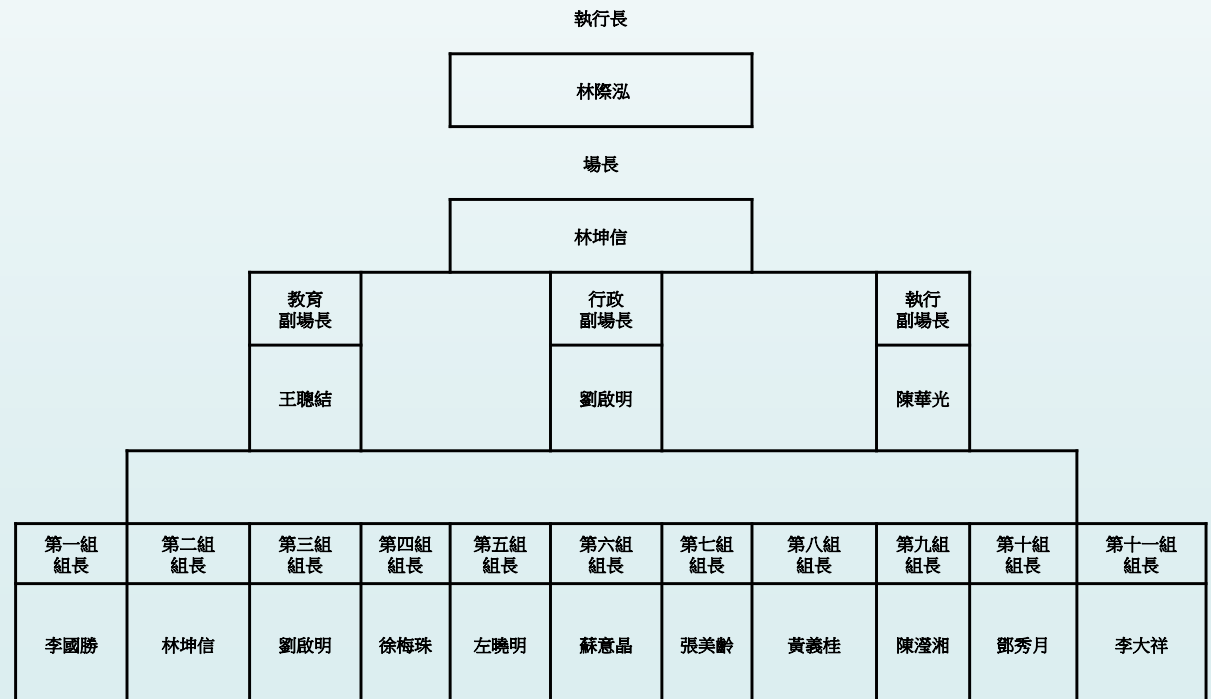 執行長
林際泓
場長
林坤信
教育
副場長
行政
副場長
執行
副場長
王聰結
劉啟明
陳華光
第一組
組長
第二組
組長
第三組
組長
第四組
組長
第五組
組長
第六組
組長
第七組
組長
第八組
組長
第九組
組長
第十組
組長
第十一組
組長
李國勝
林坤信
劉啟明
徐梅珠
左曉明
蘇意晶
張美齡
黃義桂
陳瀅湘
鄧秀月
李大祥